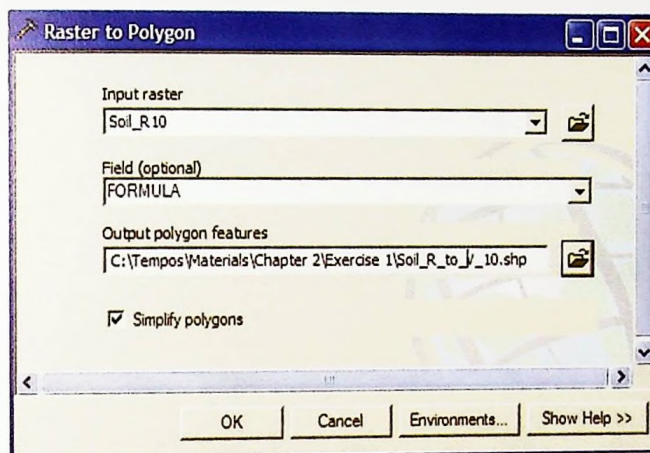 Raster to Polygon
Input raster
Soil_R10
Field (optional)
FORMULA
Output polygon features
C:\Tempos\Materials\Chapter 2\Exercise 1\Soil_R_to_V_10.shp
Simplify polygons
OK Cancel Environments... Show Help >>